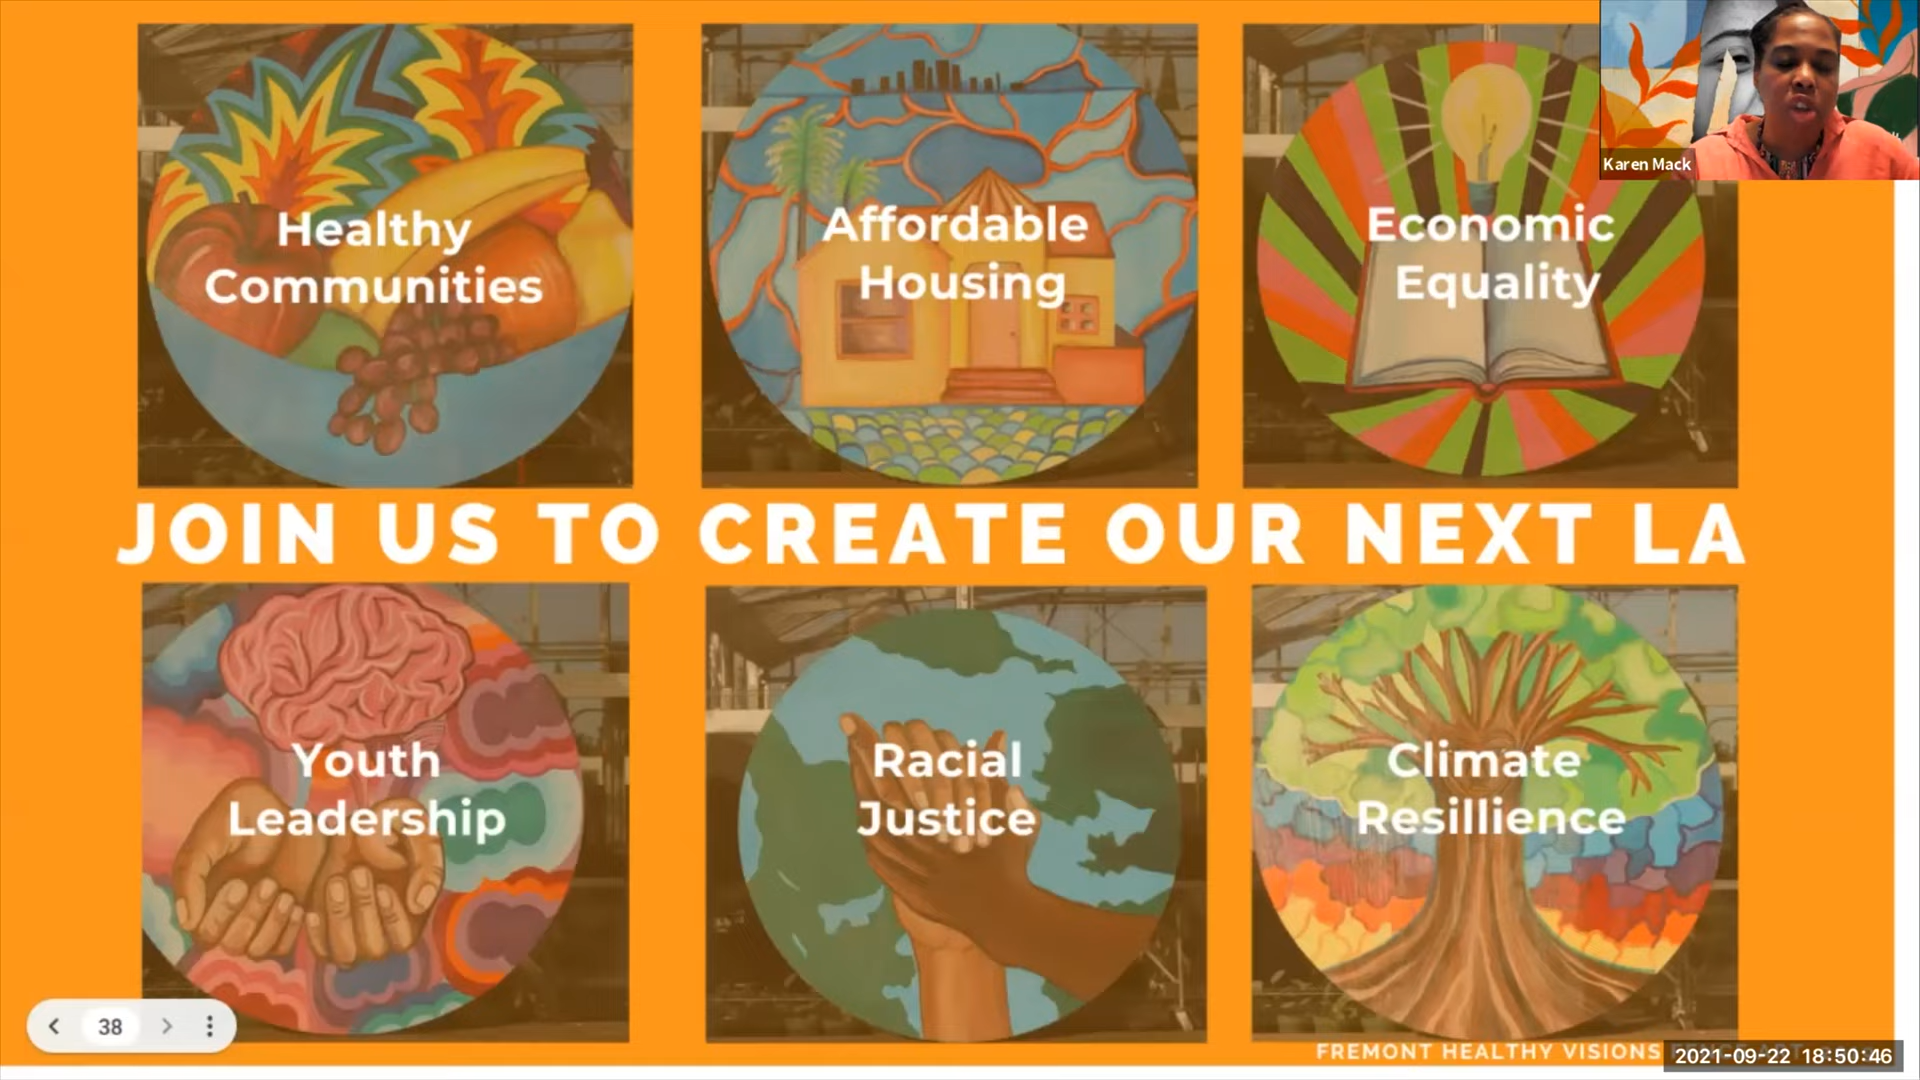 Healthy
Communities
Affordable
Housing
Economic
Equality
Karen Mack
JOIN US TO CREATE OUR NEXT LA
Youth
Leadership
Racial
Justice
Climate
Resillience
38
FREMONT HEALTHY VISIONS
2021-09-22 18:50:46